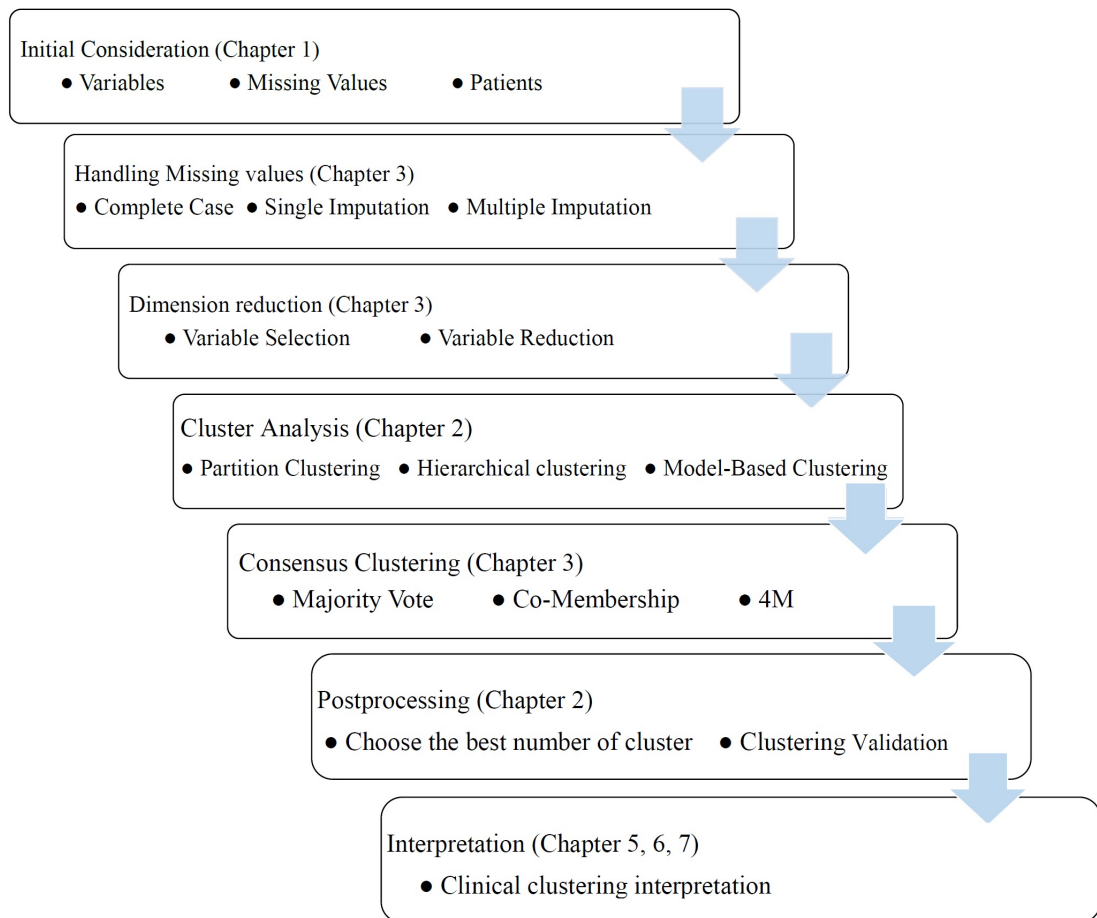 Initial Consideration (Chapter 1)
● Variables ● Missing Values ● Patients
Handling Missing values (Chapter 3)
● Complete Case ● Single Imputation ● Multiple Imputation
Dimension reduction (Chapter 3)
● Variable Selection ● Variable Reduction
Cluster Analysis (Chapter 2)
● Partition Clustering ● Hierarchical clustering ● Model-Based Clustering
Consensus Clustering (Chapter 3)
● Majority Vote ● Co-Membership ● 4M
Postprocessing (Chapter 2)
● Choose the best number of cluster ● Clustering Validation
Interpretation (Chapter 5, 6, 7)
● Clinical clustering interpretation